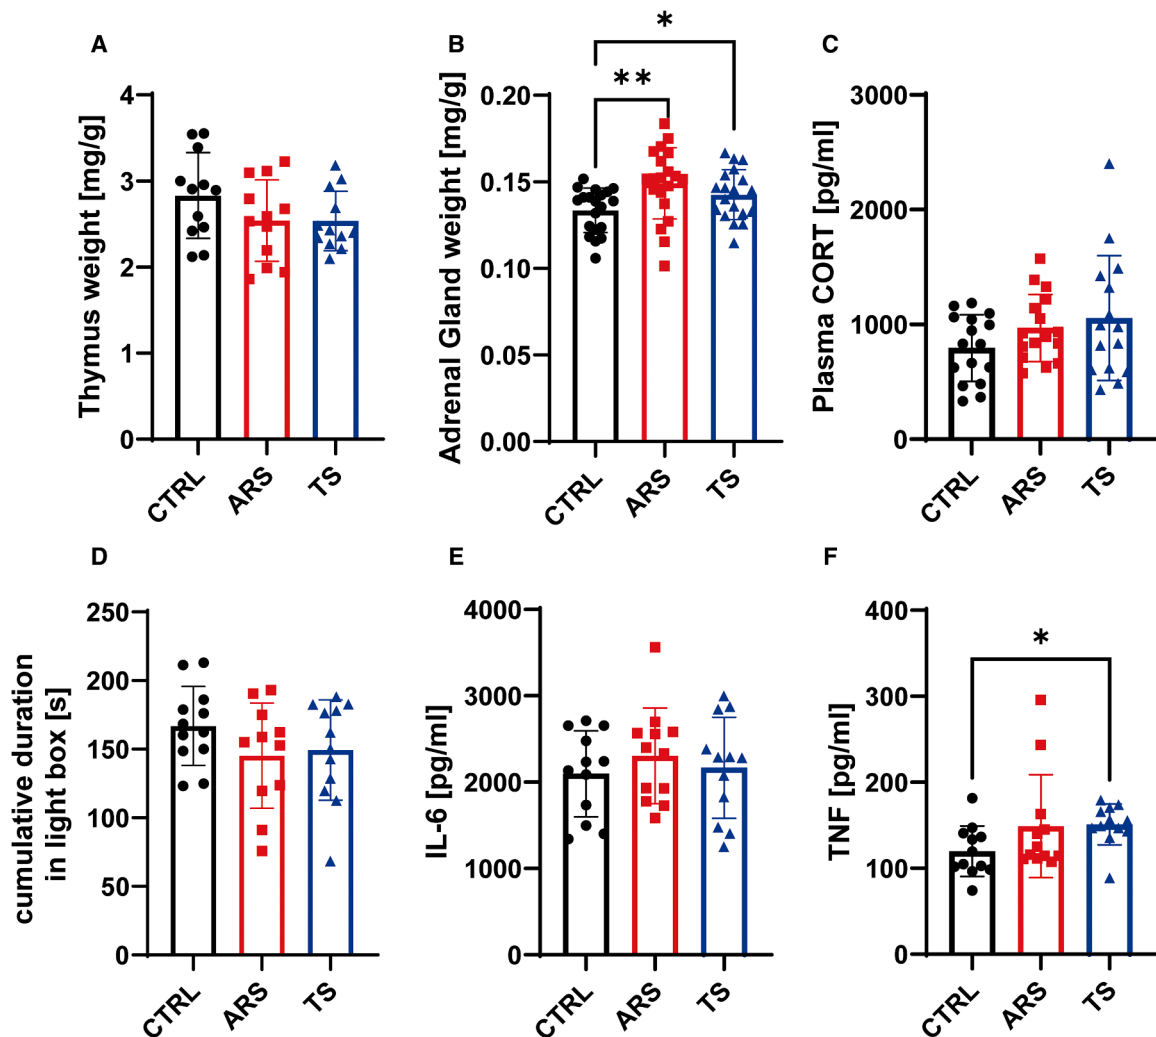 A
Thymus weight [mg/g]
4
3
2
1
0
CTRL
ARS
TS
B
Adrenal Gland weight [mg/g]
0.20
0.15
0.10
0.05
0.00
*
**
CTRL
ARS
TS
C
Plasma CORT [pg/ml]
3000
2000
1000
0
CTRL
ARS
TS
D
cumulative duration
in light box [s]
250
200
150
100
50
0
CTRL
ARS
TS
E
IL-6 [pg/ml]
4000
3000
2000
1000
0
CTRL
ARS
TS
F
TNF [pg/ml]
400
300
200
100
0
*
CTRL
ARS
TS